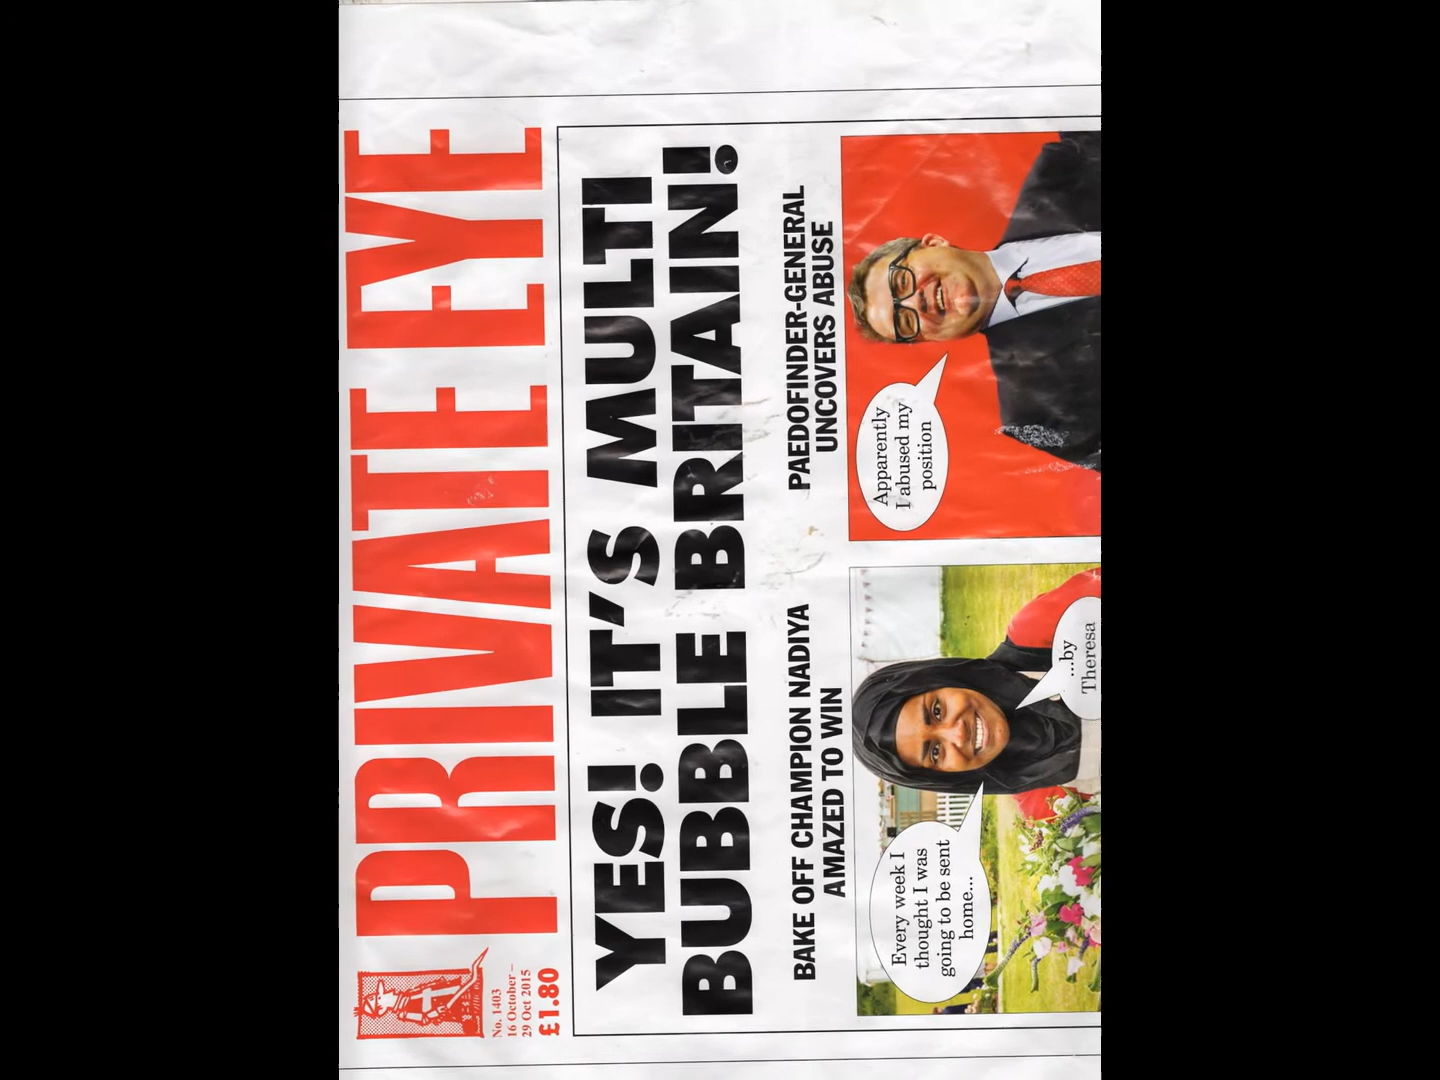 PRIVATE EYE
No. 1403
16 October –
29 Oct 2015
£1.80
YES! IT'S MULTI
BUBBLE BRITAIN!
BAKE OFF CHAMPION NADIYA
AMAZED TO WIN
Every week I
thought I was
going to be sent
home...
...by
Theresa
PAEDOFINDER-GENERAL
UNCOVERS ABUSE
Apparently
I abused my
position